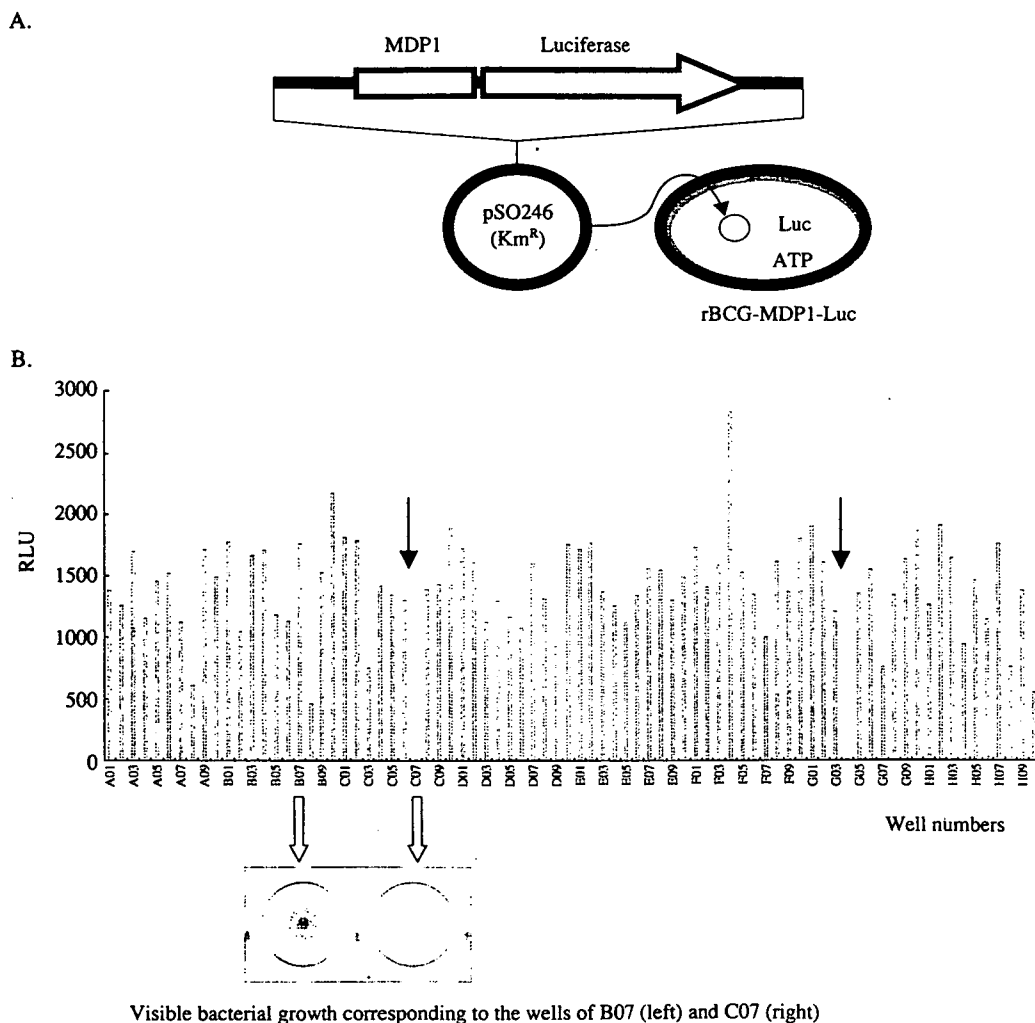 A.
MDP1
Luciferase
pSO246
(Km^R)
Luc
ATP
rBCG-MDP1-Luc
B.
3000
2500
2000
1500
1000
500
0
RLU
A01 A03 A05 A07 A09 B01 B03 B05 B07 B09 C01 C03 C05 C07 C09 D01 D03 D05 D07 D09 E01 E03 E05 E07 E09 F01 F03 F05 F07 F09 G01 G03 G05 G07 G09 H01 H03 H05 H07 H09
Well numbers
Visible bacterial growth corresponding to the wells of B07 (left) and C07 (right)